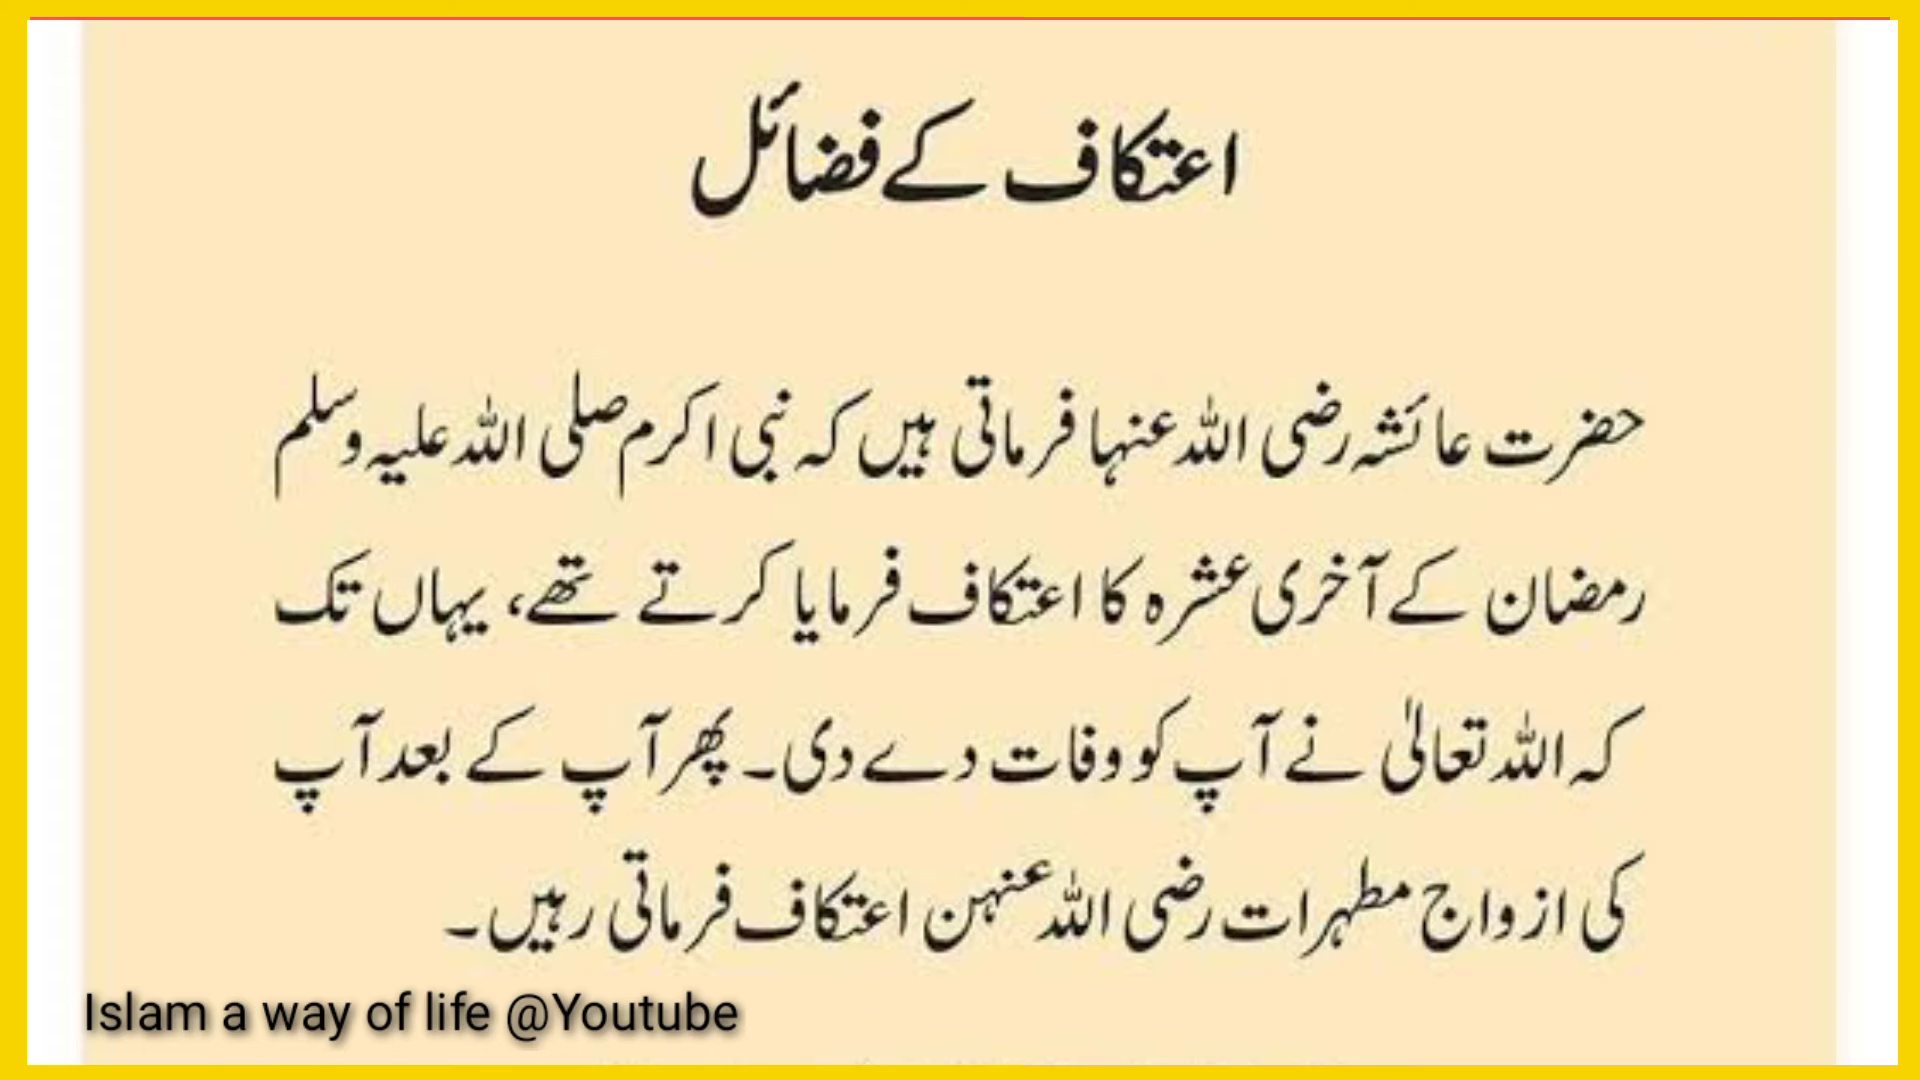 اعتکاف کے فضائل
حضرت عائشہ رضی اللہ عنہا فرماتی ہیں کہ نبی اکرم صلی اللہ علیہ وسلم
رمضان کے آخری عشرہ کا اعتکاف فرمایا کرتے تھے، یہاں تک
کہ اللہ تعالیٰ نے آپ کو وفات دے دی۔ پھر آپ کے بعد آپ
کی ازواج مطہرات رضی اللہ عنہن اعتکاف فرماتی رہیں۔
Islam a way of life @Youtube